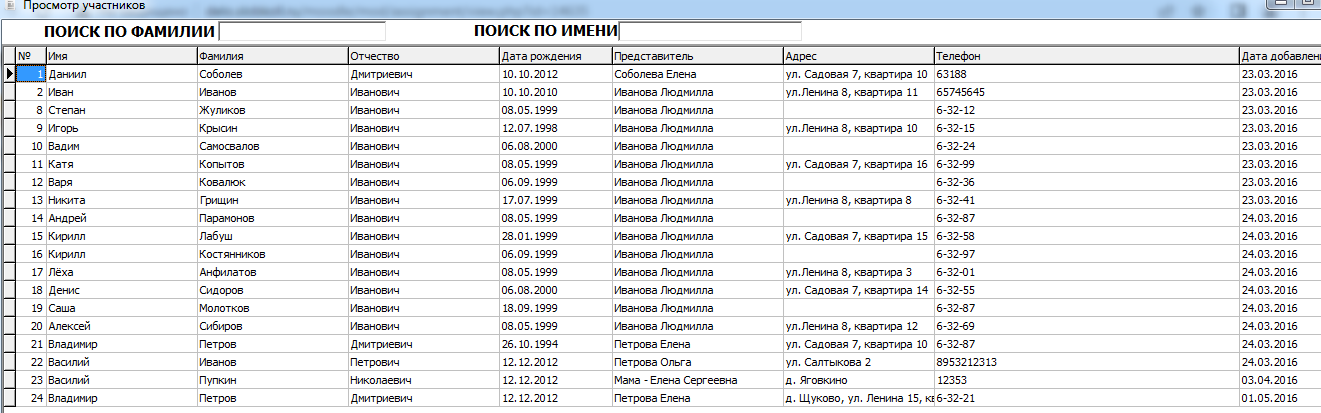 Просмотр участников
ПОИСК ПО ФАМИЛИИ ПОИСК ПО ИМЕНИ
№ Имя Фамилия Отчество Дата рождения Представитель Адрес Телефон Дата добавлени
1 Даниил Соболев Дмитриевич 10.10.2012 Соболева Елена ул. Садовая 7, квартира 10 63188 23.03.2016
2 Иван Иванов Иванович 10.10.2010 Иванова Людмилла ул.Ленина 8, квартира 11 65745645 23.03.2016
8 Степан Жуликов Иванович 08.05.1999 Иванова Людмилла 6-32-12 23.03.2016
9 Игорь Крысин Иванович 12.07.1998 Иванова Людмилла ул.Ленина 8, квартира 10 6-32-15 23.03.2016
10 Вадим Самосвалов Иванович 06.08.2000 Иванова Людмилла 6-32-24 23.03.2016
11 Катя Копытов Иванович 08.05.1999 Иванова Людмилла ул. Садовая 7, квартира 16 6-32-99 23.03.2016
12 Варя Ковалюк Иванович 06.09.1999 Иванова Людмилла 6-32-36 23.03.2016
13 Никита Грищин Иванович 17.07.1999 Иванова Людмилла ул.Ленина 8, квартира 8 6-32-41 23.03.2016
14 Андрей Парамонов Иванович 08.05.1999 Иванова Людмилла 6-32-87 24.03.2016
15 Кирилл Лабуш Иванович 28.01.1999 Иванова Людмилла ул. Садовая 7, квартира 15 6-32-58 24.03.2016
16 Кирилл Костянников Иванович 06.09.1999 Иванова Людмилла 6-32-97 24.03.2016
17 Лёха Анфилатов Иванович 08.05.1999 Иванова Людмилла ул.Ленина 8, квартира 3 6-32-01 24.03.2016
18 Денис Сидоров Иванович 06.08.2000 Иванова Людмилла ул. Садовая 7, квартира 14 6-32-55 24.03.2016
19 Саша Молотков Иванович 18.09.1999 Иванова Людмилла 6-32-87 24.03.2016
20 Алексей Сибиров Иванович 08.05.1999 Иванова Людмилла ул.Ленина 8, квартира 12 6-32-69 24.03.2016
21 Владимир Петров Дмитриевич 26.10.1994 Петрова Елена ул. Садовая 7, квартира 10 6-32-87 24.03.2016
22 Василий Иванов Петрович 12.12.2012 Петрова Ольга ул. Салтыкова 2 8953212313 24.03.2016
23 Василий Пупкин Николаевич 12.12.2012 Мама - Елена Сергеевна д. Яговкино 12353 03.04.2016
24 Владимир Петров Дмитриевич 12.12.2012 Петрова Елена д. Щуково, ул. Ленина 15, кв 6-32-21 01.05.2016